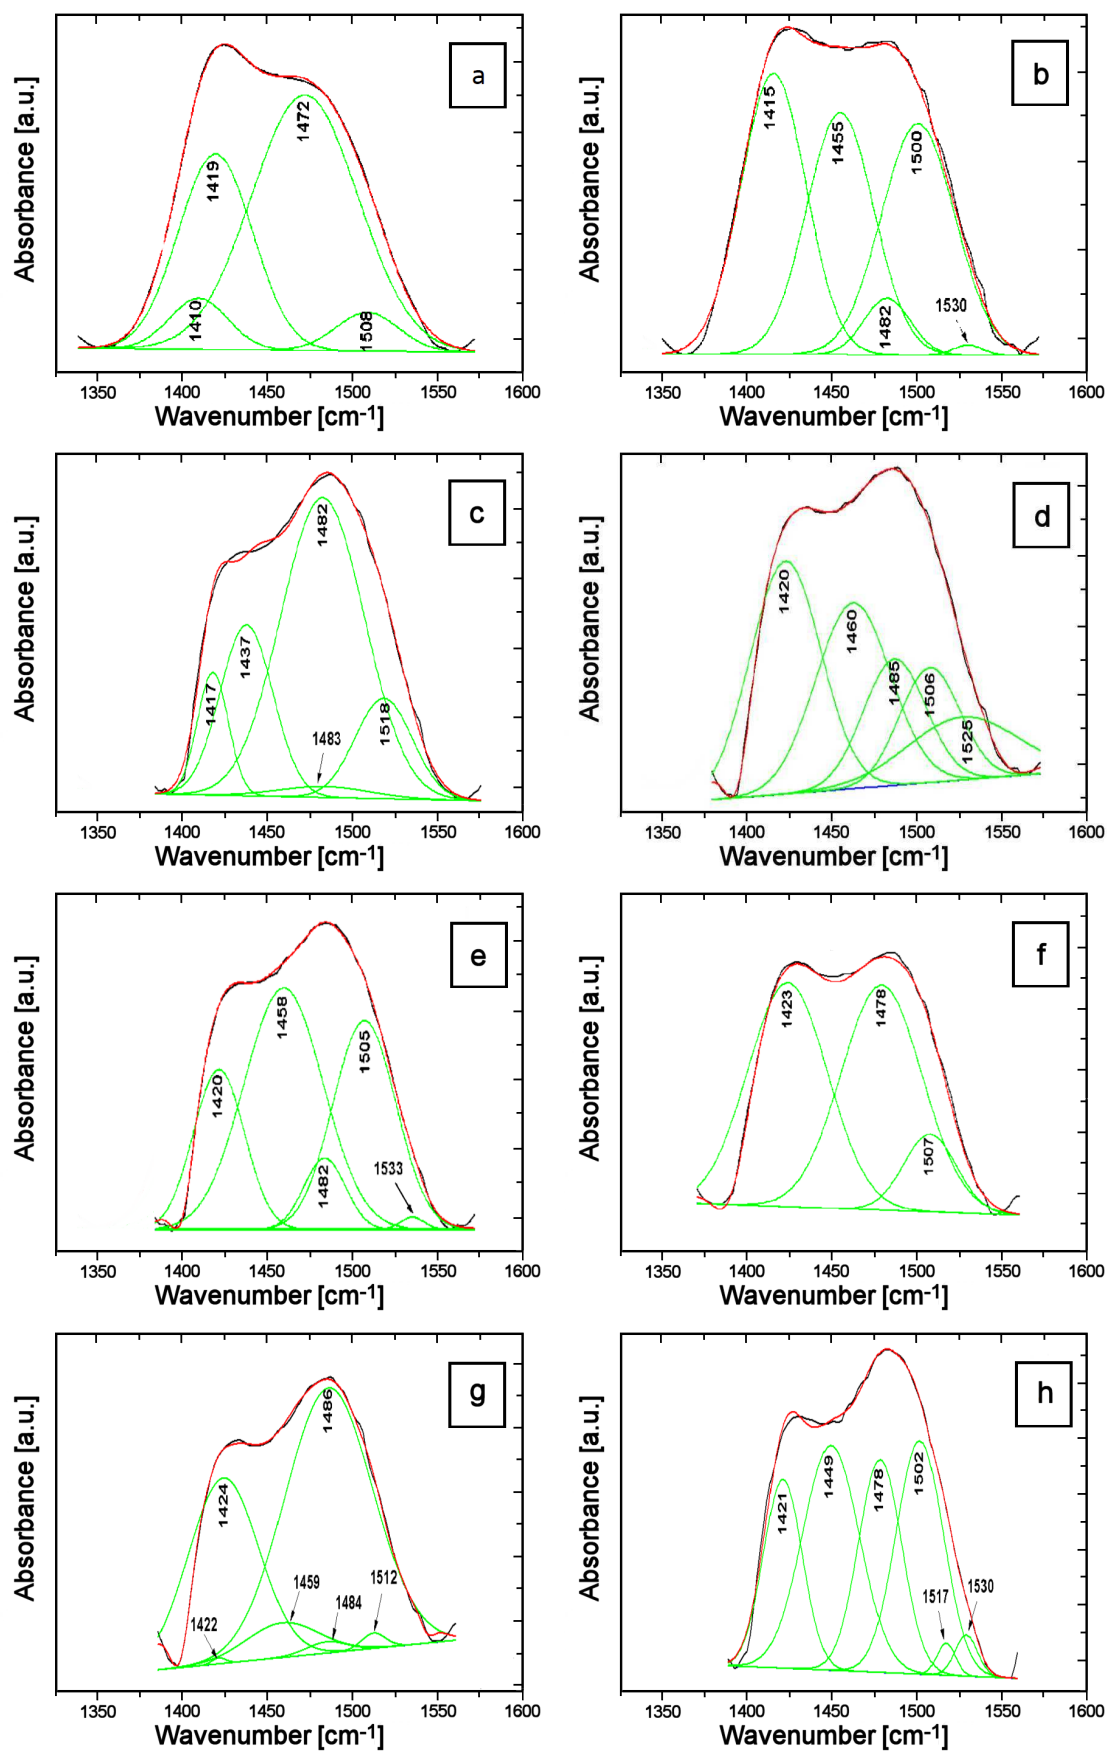 a
1419
1472
1410
1508
Absorbance [a.u.]
1350 1400 1450 1500 1550 1600
Wavenumber [cm-1]
b
1415
1455
1500
1482
1530
Absorbance [a.u.]
1350 1400 1450 1500 1550 1600
Wavenumber [cm-1]
c
1482
1437
1417
1518
1483
Absorbance [a.u.]
1350 1400 1450 1500 1550 1600
Wavenumber [cm-1]
d
1420
1460
1485
1506
1525
Absorbance [a.u.]
1350 1400 1450 1500 1550 1600
Wavenumber [cm-1]
e
1458
1505
1420
1482
1533
Absorbance [a.u.]
1350 1400 1450 1500 1550 1600
Wavenumber [cm-1]
f
1423
1478
1507
Absorbance [a.u.]
1350 1400 1450 1500 1550 1600
Wavenumber [cm-1]
g
1486
1424
1459
1512
1484
1422
Absorbance [a.u.]
1350 1400 1450 1500 1550 1600
Wavenumber [cm-1]
h
1421
1449
1478
1502
1517
1530
Absorbance [a.u.]
1350 1400 1450 1500 1550 1600
Wavenumber [cm-1]